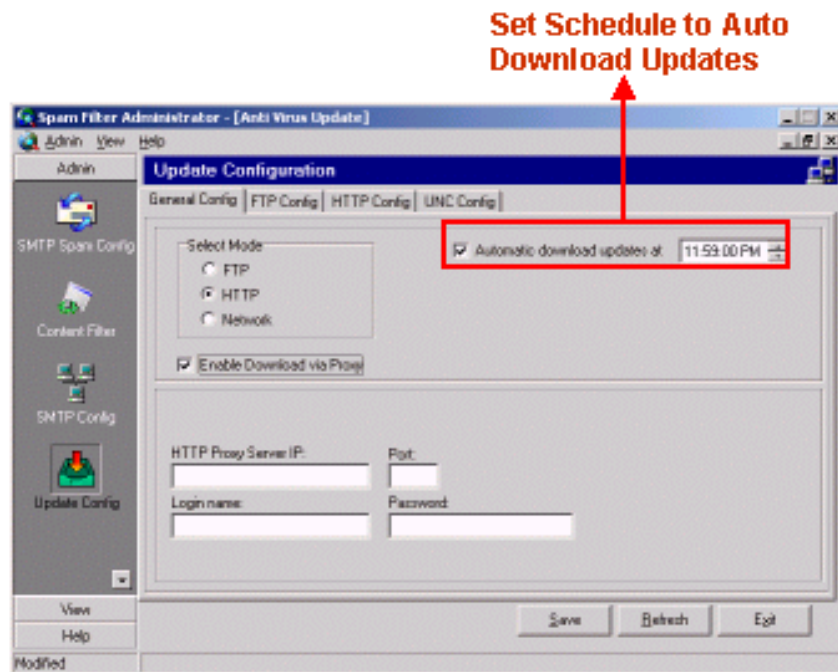 Set Schedule to Auto
Download Updates
Spam Filter Administrator - [Anti Virus Update]
Admin View Help
Admin
Update Configuration
General Config FTP Config HTTP Config UNC Config
SMTP Spam Config
Select Mode
FTP
HTTP
Network
Automatic download updates at 11:59:00 PM
Content Filter
Enable Download via Proxy
SMTP Config
HTTP Proxy Server IP: Port:
Update Config
Login name: Password:
View
Help
Save Refresh Exit
Modified